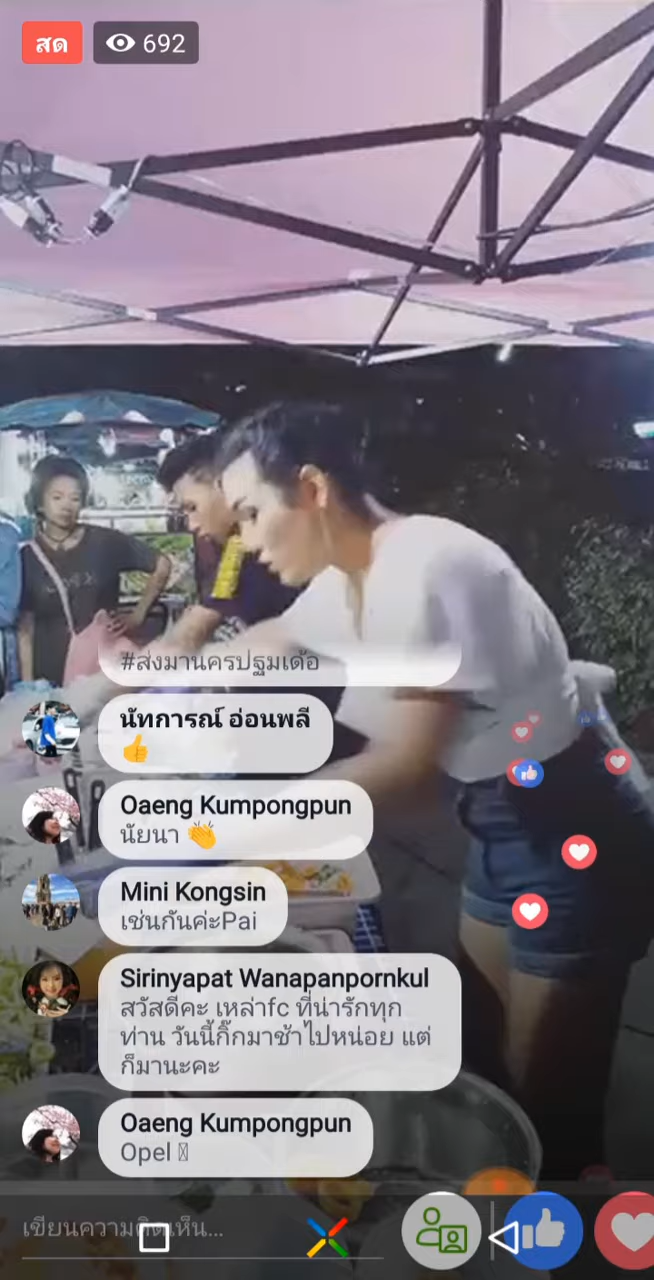 สด
692
#ส่งมานครปฐมเด้อ
นัทการณ์ อ่อนพลี
👍
Oaeng Kumpongpun
นัยนา 👏
Mini Kongsin
เช่นกันค่ะPai
Sirinyapat Wanapanpornkul
สวัสดีคะ เหล่าfc ที่น่ารักทุก
ท่าน วันนี้กิ๊กมาช้าไปหน่อย แต่
ก็มานะคะ
Oaeng Kumpongpun
Opel
เขียนความคิดเห็น...